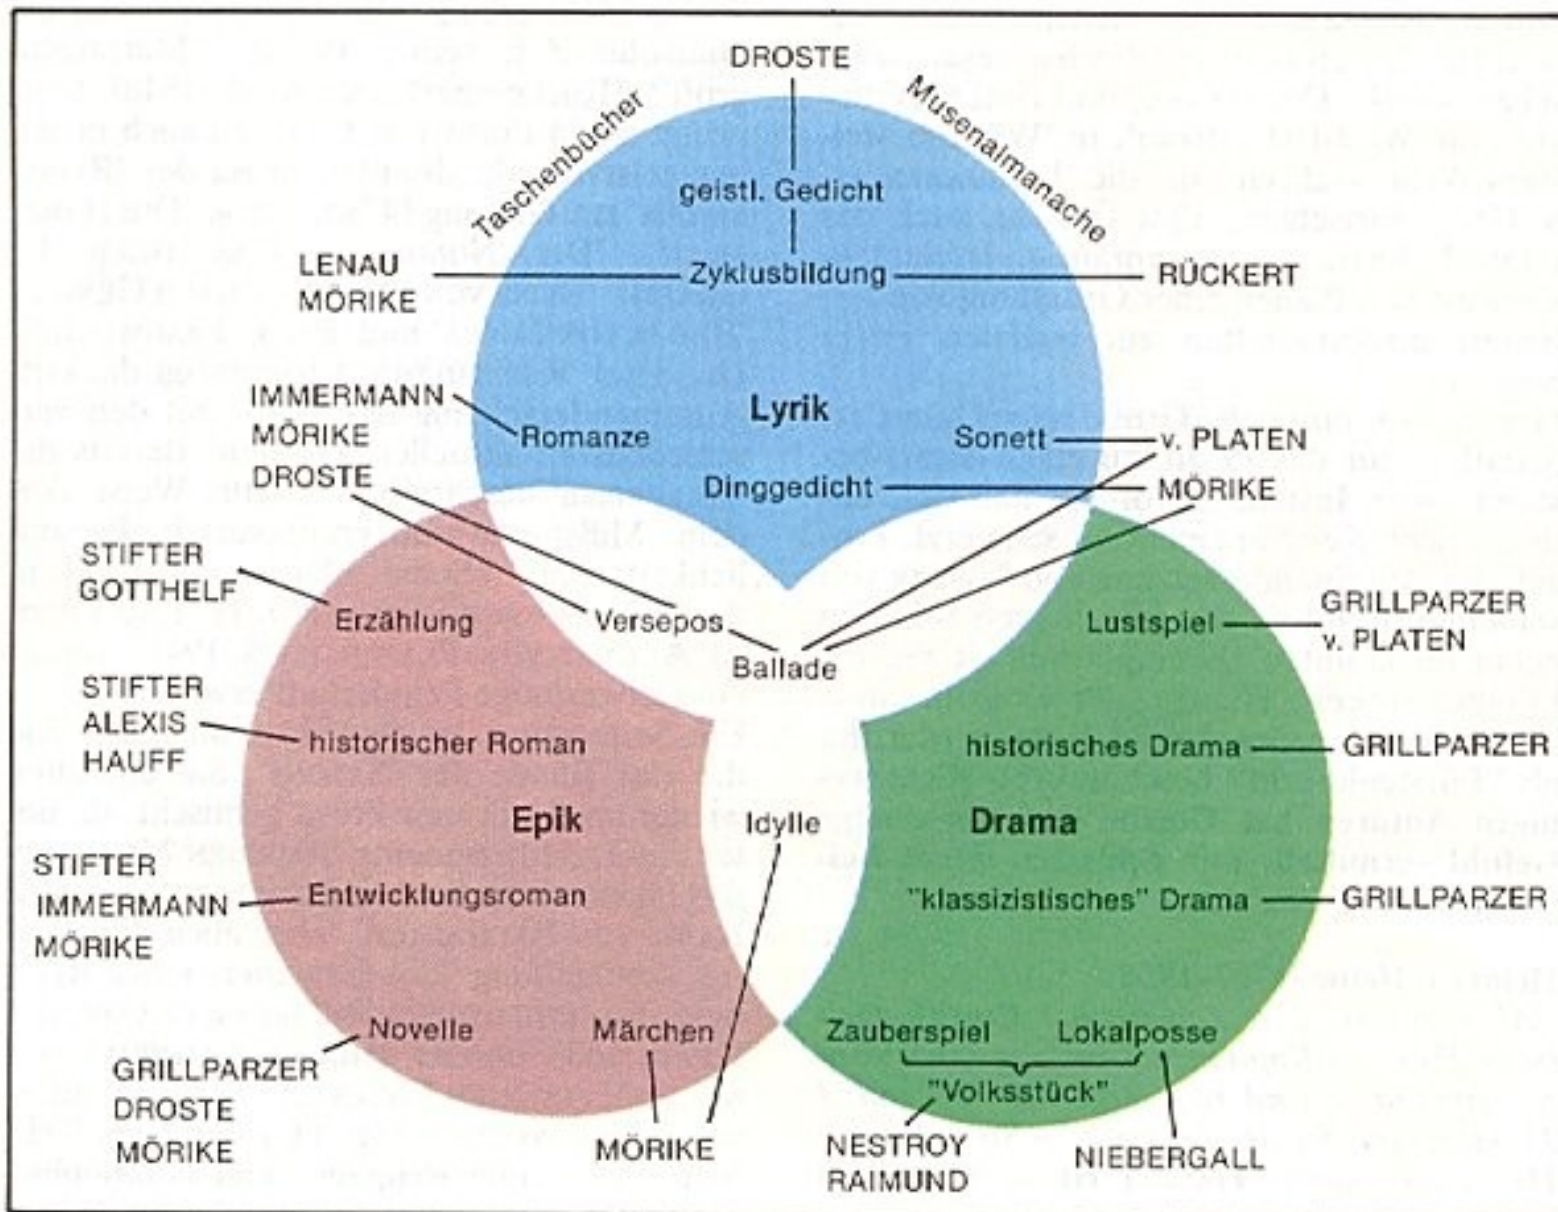 DROSTE
Taschenbücher
Musenalmanache
geistl. Gedicht
LENAU
MÖRIKE
Zyklusbildung
RÜCKERT
IMMERMANN
MÖRIKE
DROSTE
Lyrik
Romanze
Sonett
v. PLATEN
Dinggedicht
MÖRIKE
STIFTER
GOTTHELF
Erzählung
Versepos
Ballade
Lustspiel
GRILLPARZER
v. PLATEN
STIFTER
ALEXIS
HAUFF
historischer Roman
historisches Drama
GRILLPARZER
Epik
Idylle
Drama
STIFTER
IMMERMANN
MÖRIKE
Entwicklungsroman
"klassizistisches" Drama
GRILLPARZER
Novelle
Märchen
Zauberspiel
Lokalposse
"Volksstück"
GRILLPARZER
DROSTE
MÖRIKE
MÖRIKE
NESTROY
RAIMUND
NIEBERGALL